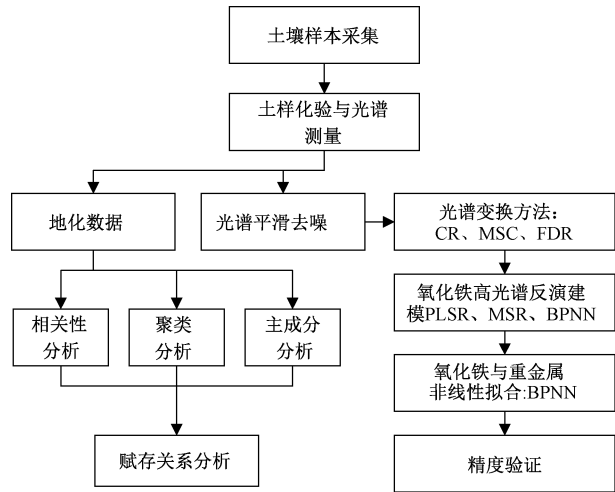 土壤样本采集
土样化验与光谱
测量
地化数据
光谱平滑去噪
光谱变换方法：
CR、MSC、FDR
相关性
分析
聚类
分析
主成分
分析
氧化铁高光谱反演建
模PLSR、MSR、BPNN
氧化铁与重金属
非线性拟合:BPNN
赋存关系分析
精度验证